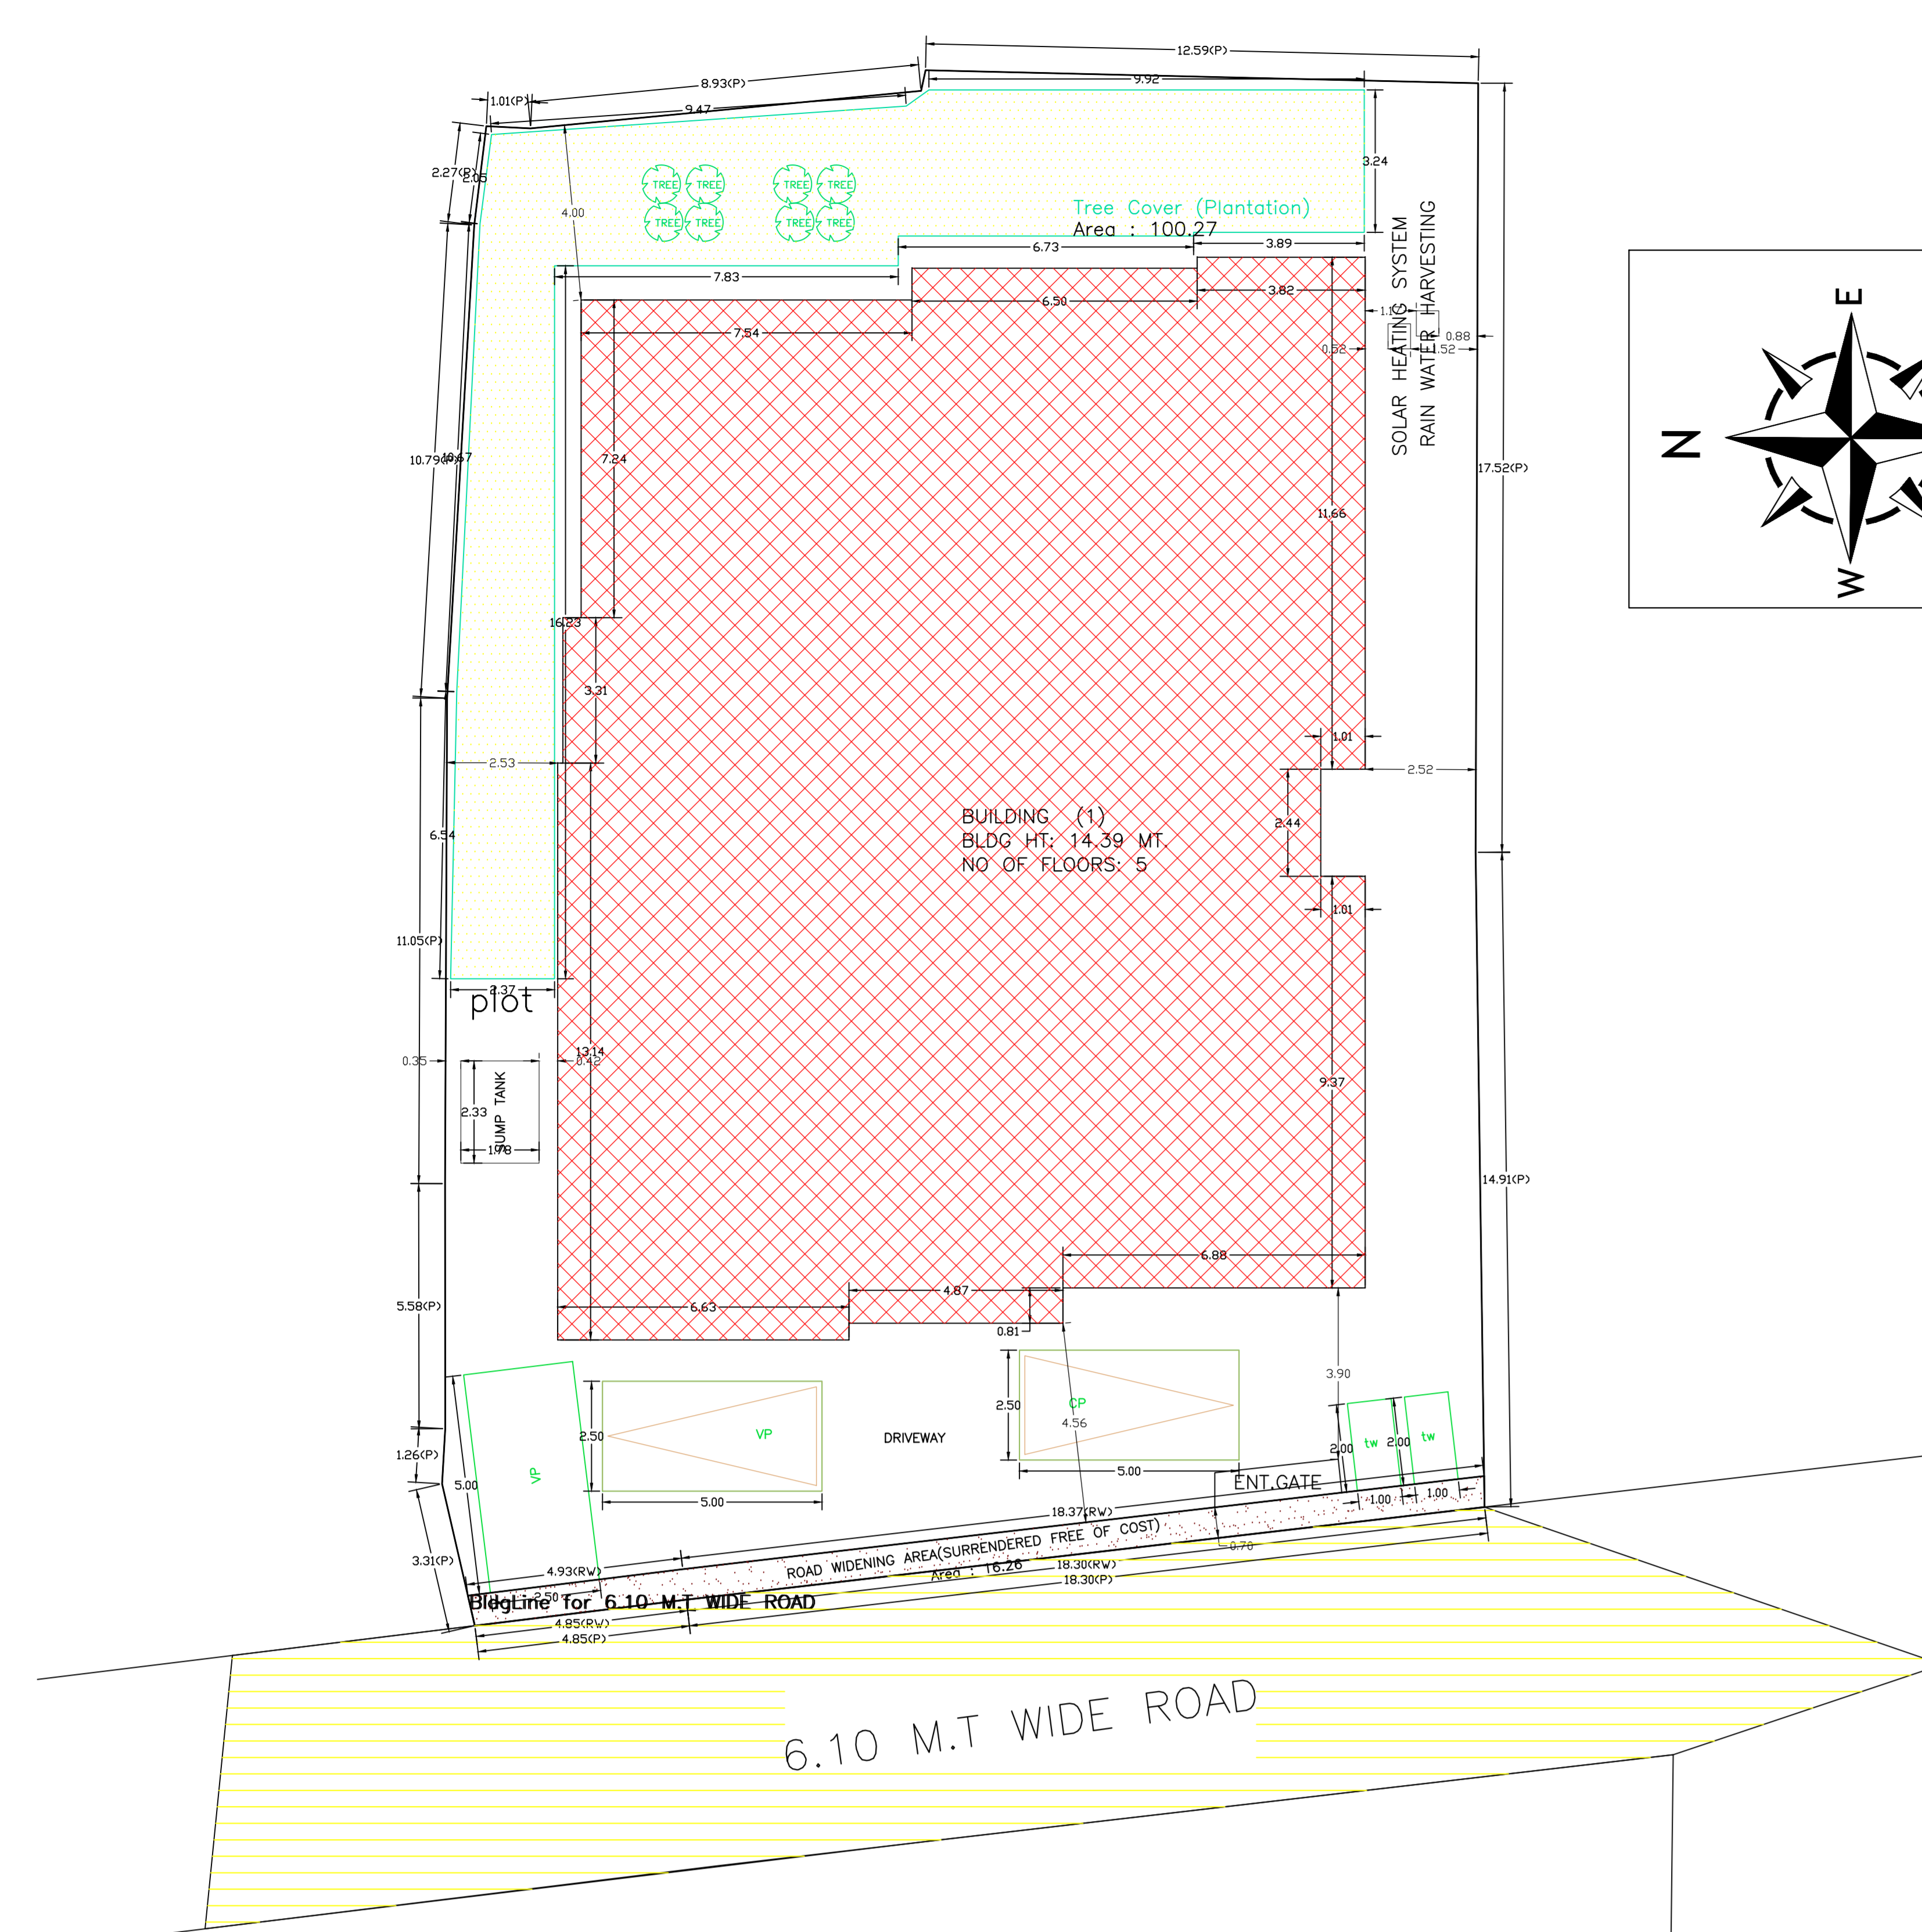 12.59(P)
8.93(P)
9.92
1.01(P)
9.47
3.24
2.27(P)
2.05
TREE TREE TREE TREE
TREE TREE TREE TREE
4.00
Tree Cover (Plantation)
Area : 100.27
6.73
3.89
7.83
SOLAR HEATING SYSTEM
RAIN WATER HARVESTING
E
N
W
3.82
6.50
7.54
1.17
0.88
0.52
1.52
10.79(P)
10.67
7.24
17.52(P)
11.66
16.23
3.31
1.01
2.53
2.52
BUILDING (1)
BLDG HT: 14.39 MT.
NO OF FLOORS: 5
2.44
6.54
1.01
11.05(P)
2.37
plot
0.35
13.14
0.42
9.37
SUMP TANK
2.33
1.78
14.91(P)
6.88
4.87
6.63
5.58(P)
0.81
3.90
2.50
CP
4.56
VP
2.50
DRIVEWAY
tw
tw
2.00
2.00
1.26(P)
5.00
VP
5.00
5.00
ENT.GATE
1.00
1.00
18.37(RW)
ROAD WIDENING AREA(SURRENDERED FREE OF COST)
Area : 16.26
0.70
3.31(P)
4.93(RW)
18.30(RW)
18.30(P)
2.50
BldgLine for 6.10 M.T WIDE ROAD
4.85(RW)
4.85(P)
6.10 M.T WIDE ROAD